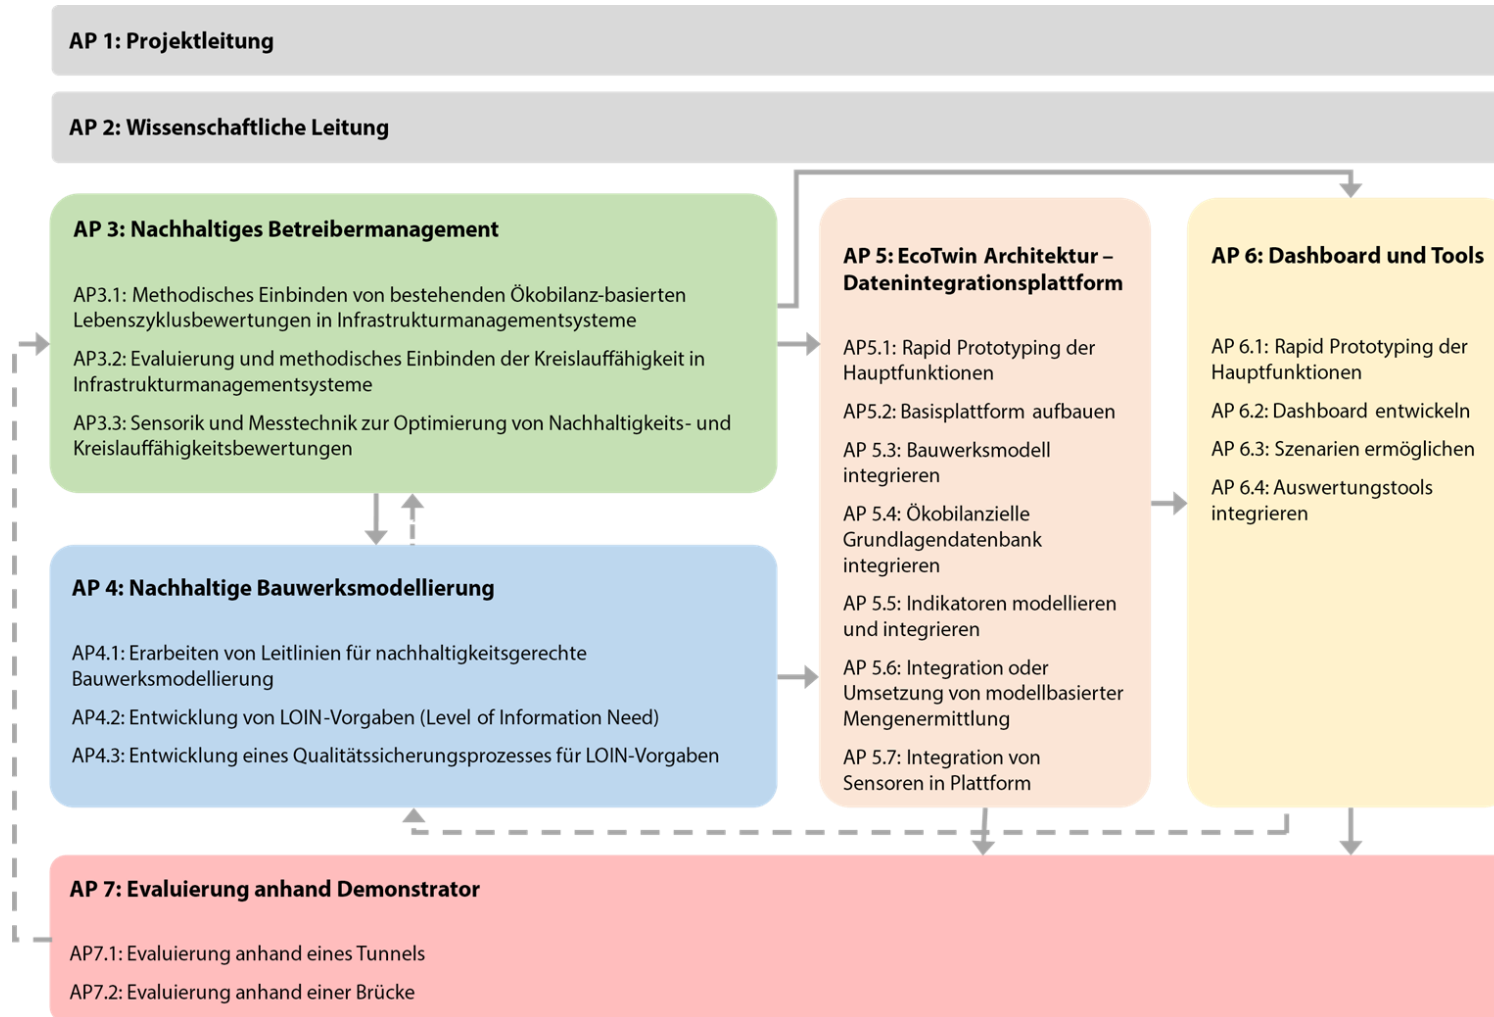 AP 1: Projektleitung
AP 2: Wissenschaftliche Leitung
AP 3: Nachhaltiges Betreibermanagement
AP3.1: Methodisches Einbinden von bestehenden Ökobilanz-basierten
Lebenszyklusbewertungen in Infrastrukturmanagementsysteme
AP3.2: Evaluierung und methodisches Einbinden der Kreislauffähigkeit in
Infrastrukturmanagementsysteme
AP3.3: Sensorik und Messtechnik zur Optimierung von Nachhaltigkeits- und
Kreislauffähigkeitsbewertungen
AP 4: Nachhaltige Bauwerksmodellierung
AP4.1: Erarbeiten von Leitlinien für nachhaltigkeitsgerechte
Bauwerksmodellierung
AP4.2: Entwicklung von LOIN-Vorgaben (Level of Information Need)
AP4.3: Entwicklung eines Qualitätssicherungsprozesses für LOIN-Vorgaben
AP 5: EcoTwin Architektur –
Datenintegrationsplattform
AP5.1: Rapid Prototyping der
Hauptfunktionen
AP5.2: Basisplattform aufbauen
AP 5.3: Bauwerksmodell
integrieren
AP 5.4: Ökobilanzielle
Grundlagendatenbank
integrieren
AP 5.5: Indikatoren modellieren
und integrieren
AP 5.6: Integration oder
Umsetzung von modellbasierter
Mengenermittlung
AP 5.7: Integration von
Sensoren in Plattform
AP 6: Dashboard und Tools
AP 6.1: Rapid Prototyping der
Hauptfunktionen
AP 6.2: Dashboard entwickeln
AP 6.3: Szenarien ermöglichen
AP 6.4: Auswertungstools
integrieren
AP 7: Evaluierung anhand Demonstrator
AP7.1: Evaluierung anhand eines Tunnels
AP7.2: Evaluierung anhand einer Brücke